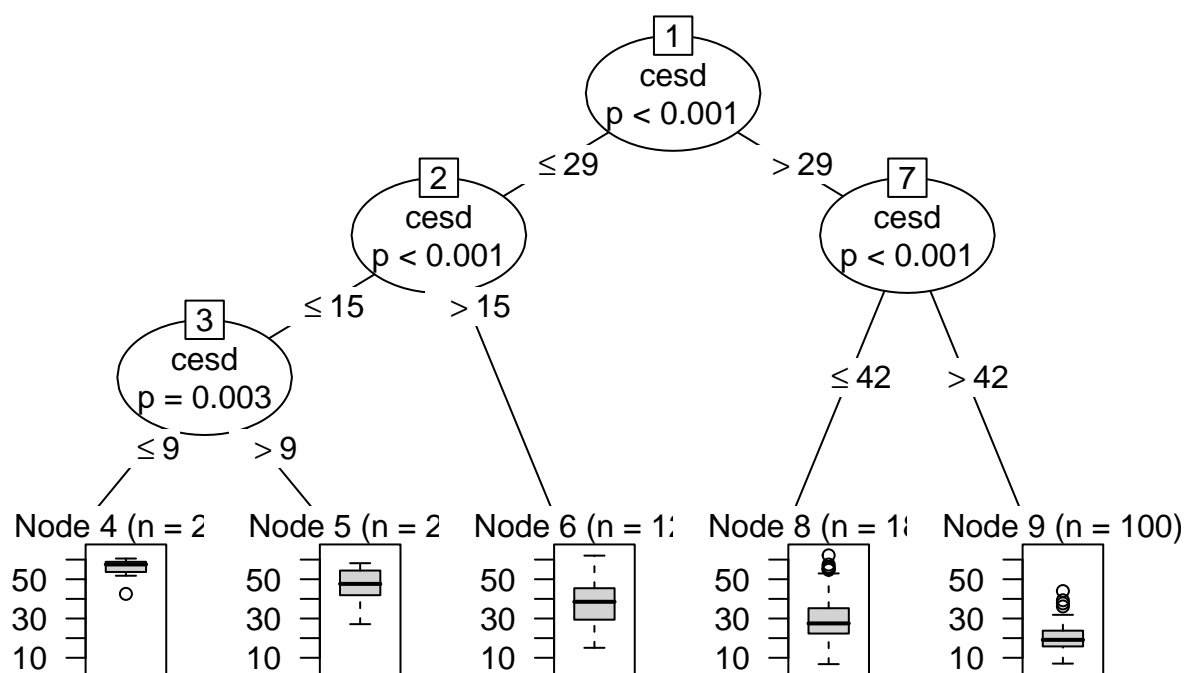 1
cesd
p < 0.001
≤ 29
> 29
2
cesd
p < 0.001
7
cesd
p < 0.001
≤ 15
> 15
3
cesd
p = 0.003
≤ 42
> 42
≤ 9
> 9
Node 4 (n = 2
Node 5 (n = 2
Node 6 (n = 12
Node 8 (n = 18
Node 9 (n = 100)
50
30
10
50
30
10
50
30
10
50
30
10
50
30
10